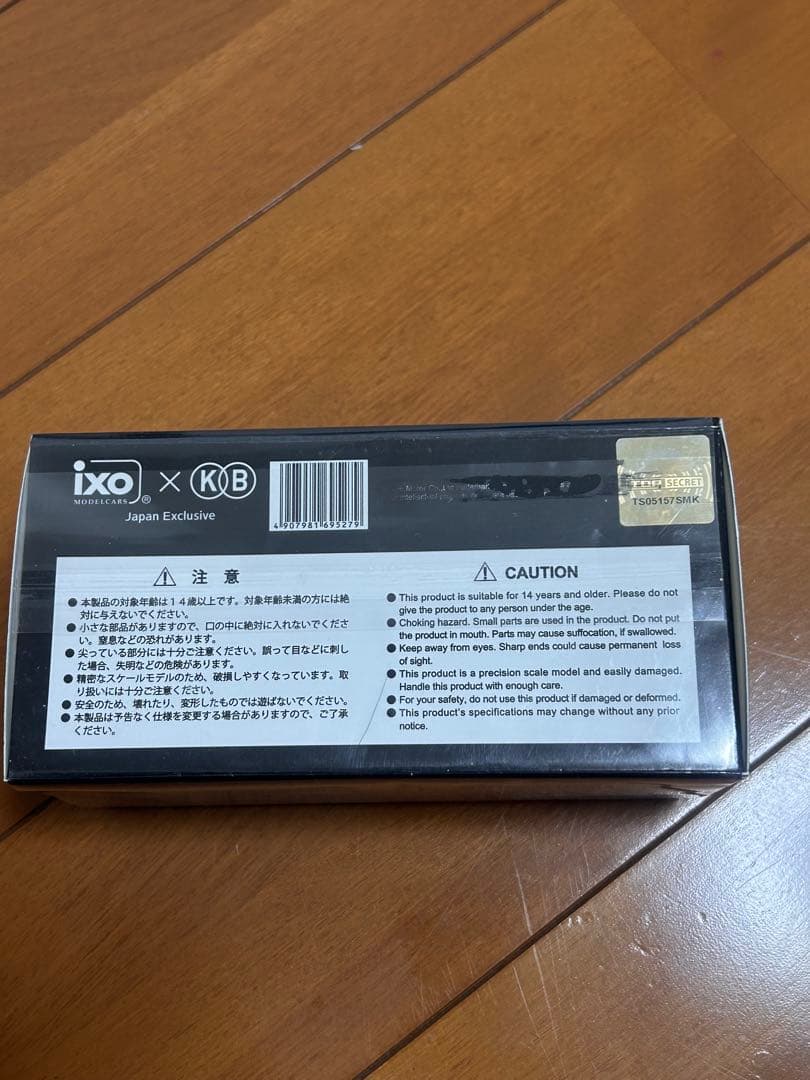 ixo × KB
MODELCARS ®
Japan Exclusive
4 907981 695279
TOP SECRET
TS05157SMK
注 意
● 本製品の対象年齢は14歳以上です。対象年齢未満の方には絶
対に与えないでください。
● 小さな部品がありますので、口の中に絶対に入れないでくださ
い。窒息などの恐れがあります。
● 尖っている部分には十分ご注意ください。誤って目などに刺し
た場合、失明などの危険があります。
● 精密なスケールモデルのため、破損しやすくなっています。取
り扱いには十分ご注意ください。
● 安全のため、壊れたり、変形したものでは遊ばないでください。
● 本製品は予告なく仕様を変更する場合がありますので、ご了承
ください。
CAUTION
● This product is suitable for 14 years and older. Please do not
give the product to any person under the age.
● Choking hazard. Small parts are used in the product. Do not put
the product in mouth. Parts may cause suffocation, if swallowed.
● Keep away from eyes. Sharp ends could cause permanent loss
of sight.
● This product is a precision scale model and easily damaged.
Handle this product with enough care.
● For your safety, do not use this product if damaged or deformed.
● This product's specifications may change without any prior
notice.